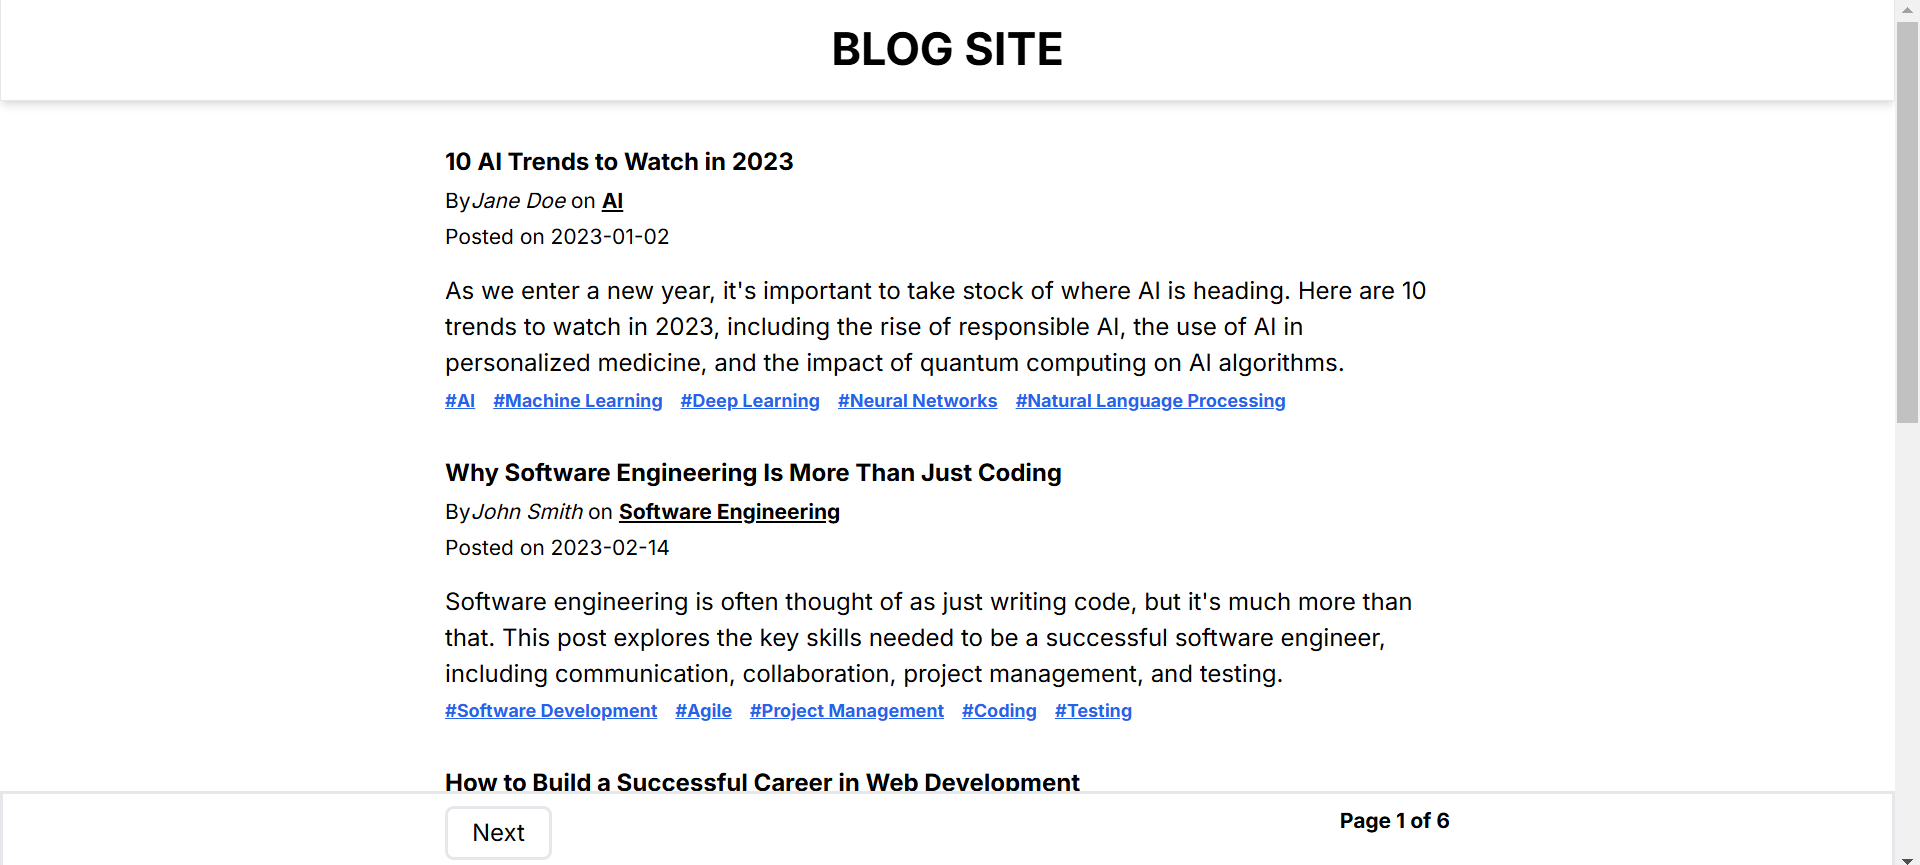 BLOG SITE
10 AI Trends to Watch in 2023
ByJane Doe on AI
Posted on 2023-01-02
As we enter a new year, it's important to take stock of where AI is heading. Here are 10
trends to watch in 2023, including the rise of responsible AI, the use of AI in
personalized medicine, and the impact of quantum computing on AI algorithms.
#AI #Machine Learning #Deep Learning #Neural Networks #Natural Language Processing
Why Software Engineering Is More Than Just Coding
ByJohn Smith on Software Engineering
Posted on 2023-02-14
Software engineering is often thought of as just writing code, but it's much more than
that. This post explores the key skills needed to be a successful software engineer,
including communication, collaboration, project management, and testing.
#Software Development #Agile #Project Management #Coding #Testing
How to Build a Successful Career in Web Development
Next
Page 1 of 6